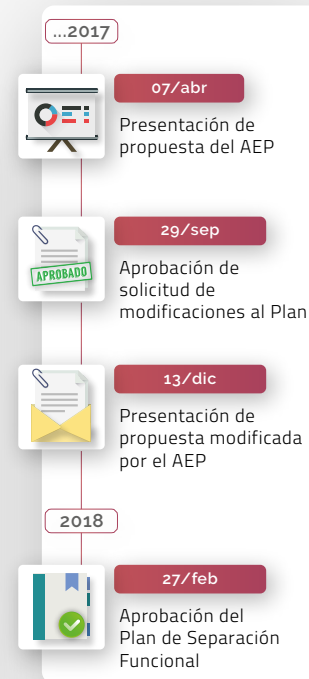 ...2017
07/abr
Presentación de
propuesta del AEP
APROBADO
29/sep
Aprobación de
solicitud de
modificaciones al Plan
13/dic
Presentación de
propuesta modificada
por el AEP
2018
27/feb
Aprobación del
Plan de Separación
Funcional